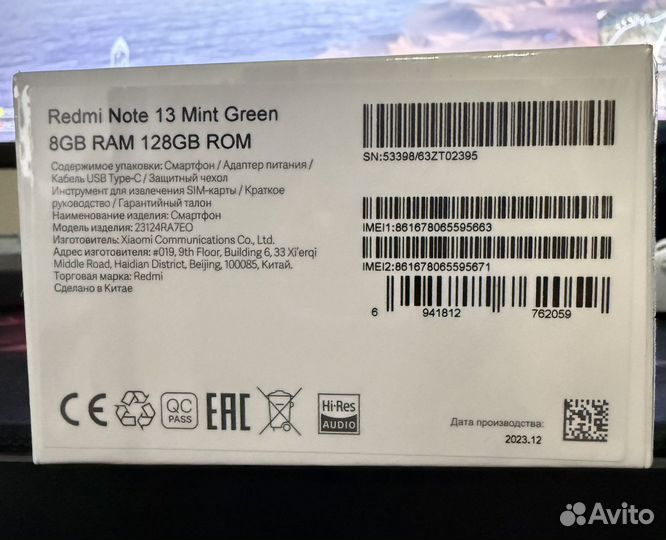 Redmi Note 13 Mint Green
8GB RAM 128GB ROM
Содержимое упаковки: Смартфон / Адаптер питания /
Кабель USB Type-C / Защитный чехол
Инструмент для извлечения SIM-карты / Краткое
руководство / Гарантийный талон
Наименование изделия: Смартфон
Модель изделия: 23124RA7EO
Изготовитель: Xiaomi Communications Co., Ltd.
Адрес изготовителя: #019, 9th Floor, Building 6, 33 Xi'erqi
Middle Road, Haidian District, Beijing, 100085, Китай.
Торговая марка: Redmi
Сделано в Китае
SN:53398/63ZT02395
IMEI1:861678065595663
IMEI2:861678065595671
6 941812 762059
CE
QC
PASS
EAC
Hi-Res
AUDIO
Дата производства:
2023.12
Avito